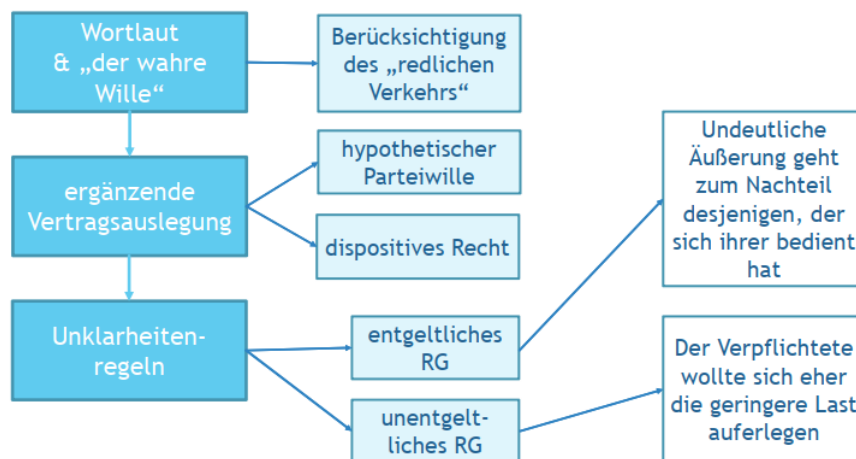 Wortlaut
& „der wahre
Wille“
Berücksichtigung
des „redlichen
Verkehrs“
ergänzende
Vertragsauslegung
hypothetischer
Parteiwille
dispositives Recht
Unklarheiten-
regeln
entgeltliches
RG
unentgelt-
liches RG
Undeutliche
Äußerung geht
zum Nachteil
desjenigen, der
sich ihrer bedient
hat
Der Verpflichtete
wollte sich eher
die geringere Last
auferlegen